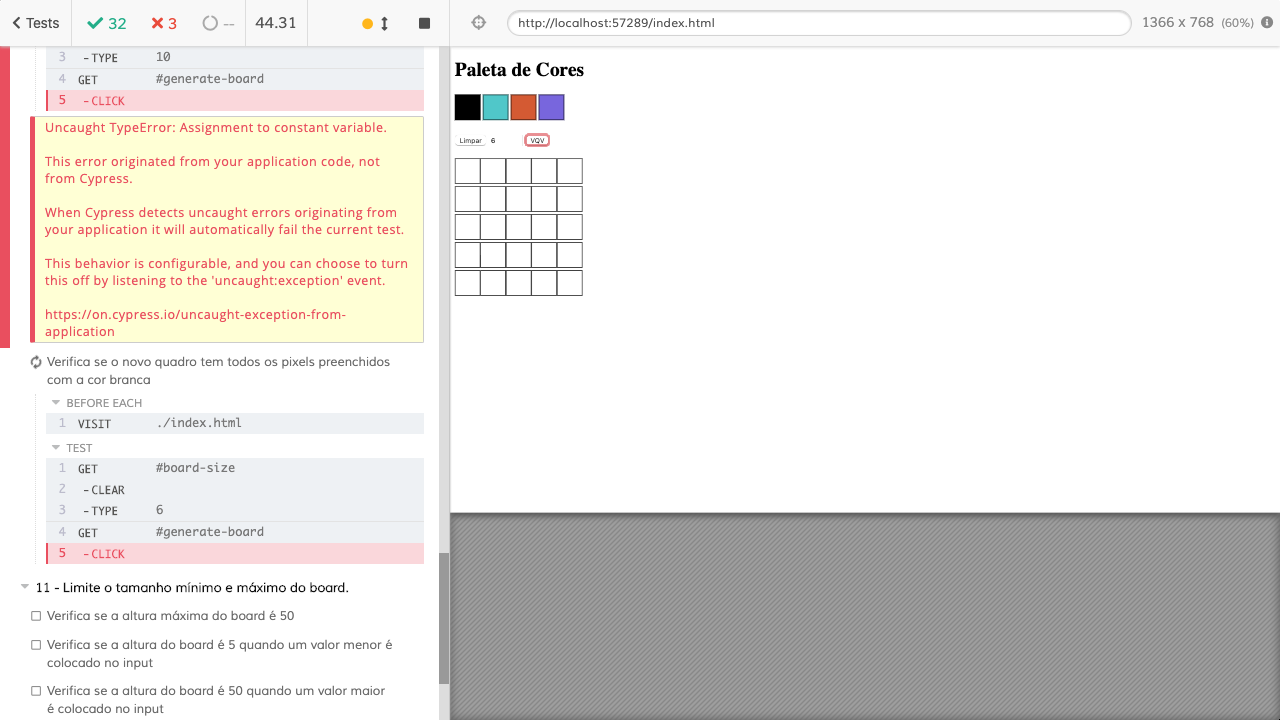 Tests 32 3 -- 44.31 http://localhost:57289/index.html 1366 x 768 (60%)
3 -TYPE 10
4 GET #generate-board
5 -CLICK
Uncaught TypeError: Assignment to constant variable.
This error originated from your application code, not
from Cypress.
When Cypress detects uncaught errors originating from
your application it will automatically fail the current test.
This behavior is configurable, and you can choose to turn
this off by listening to the 'uncaught:exception' event.
https://on.cypress.io/uncaught-exception-from-
application
Verifica se o novo quadro tem todos os pixels preenchidos
com a cor branca
BEFORE EACH
1 VISIT ./index.html
TEST
1 GET #board-size
2 -CLEAR
3 -TYPE 6
4 GET #generate-board
5 -CLICK
11 - Limite o tamanho mínimo e máximo do board.
Verifica se a altura máxima do board é 50
Verifica se a altura do board é 5 quando um valor menor é
colocado no input
Verifica se a altura do board é 50 quando um valor maior
é colocado no input
Paleta de Cores
Limpar 6 VQV